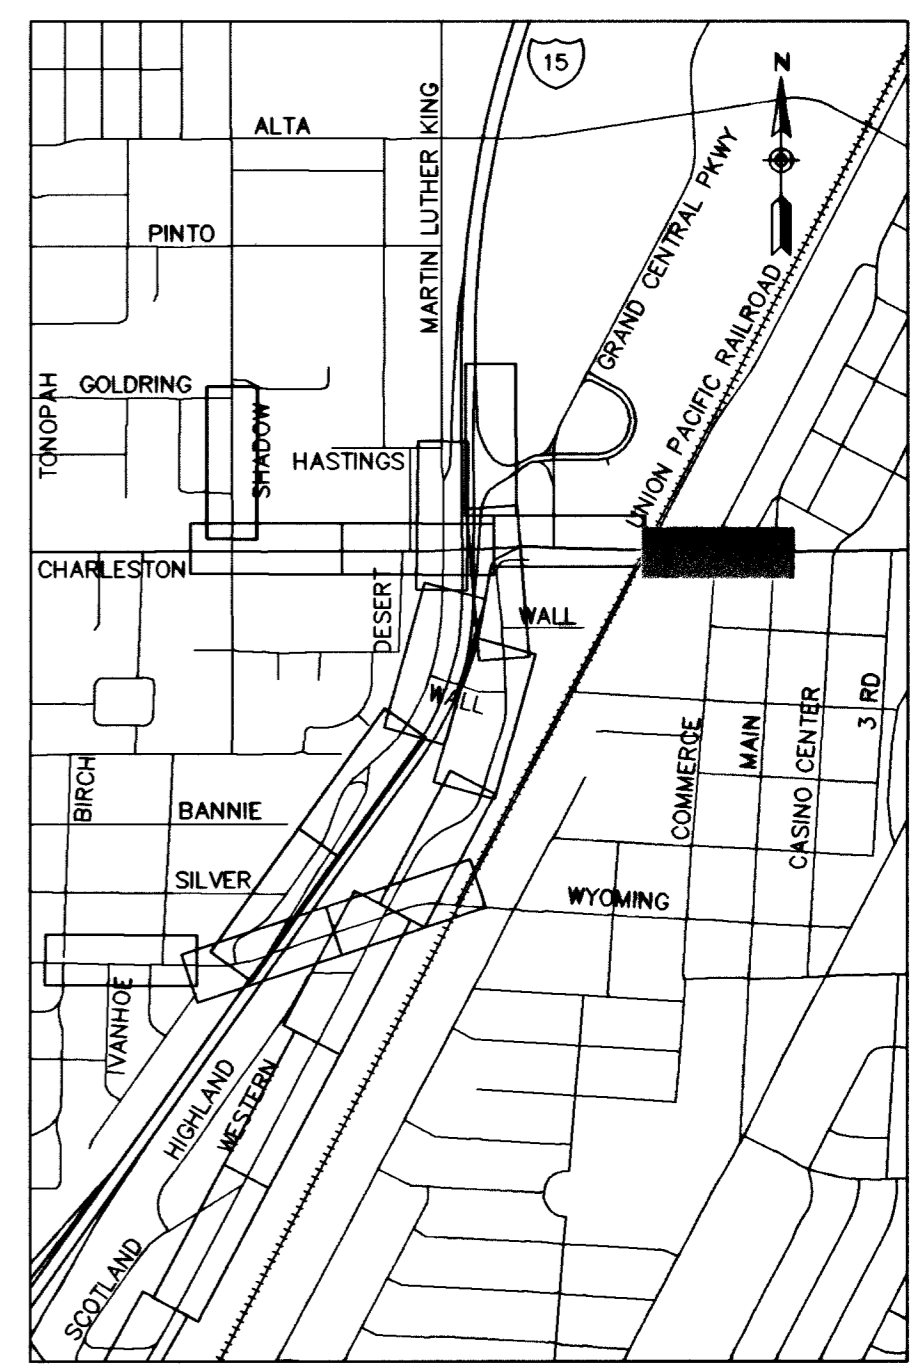 15
N
ALTA
MARTIN LUTHER KING
GRAND CENTRAL PKWY
PINTO
UNION PACIFIC RAILROAD
GOLDRING
TONOPAH
SHADOW
HASTINGS
CHARLESTON
DESERT
WALL
WALL
3 RD
COMMERCE
MAIN
CASINO CENTER
BIRCH
BANNIE
SILVER
WYOMING
IVANHOE
HIGHLAND
WESTERN
SCOTLAND